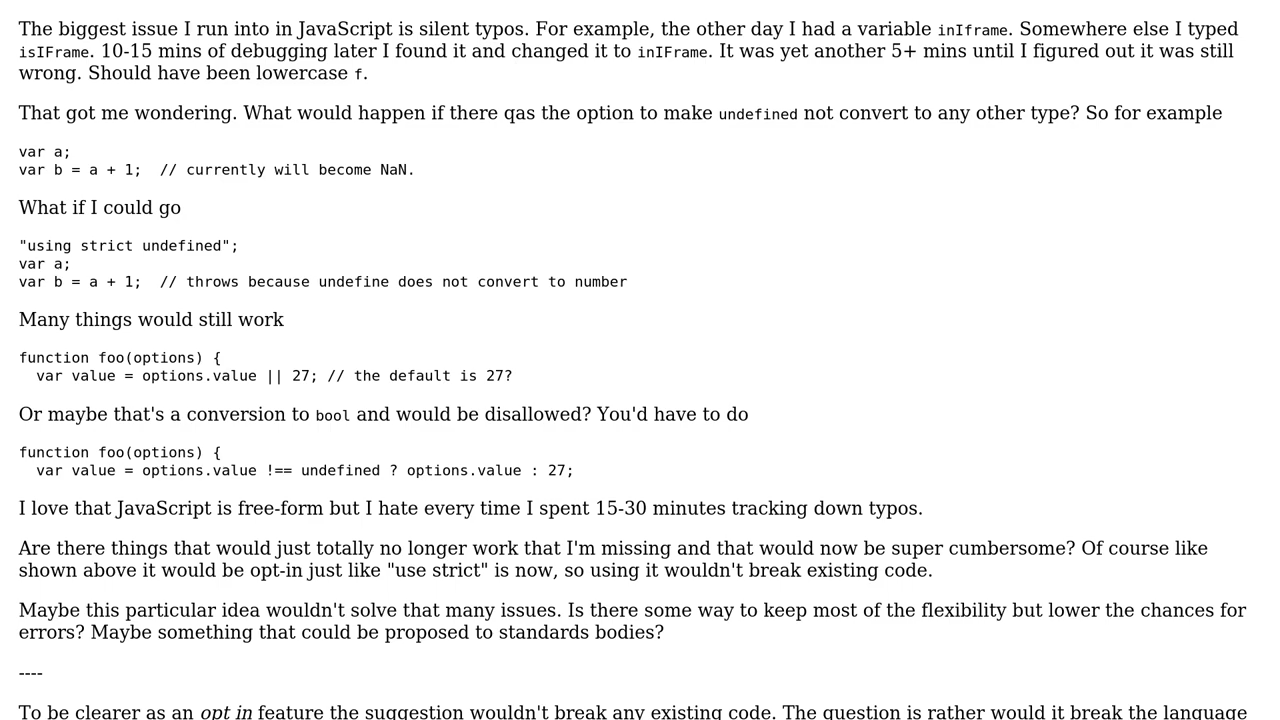 The biggest issue I run into in JavaScript is silent typos. For example, the other day I had a variable inIframe. Somewhere else I typed
isIFrame. 10-15 mins of debugging later I found it and changed it to inIFrame. It was yet another 5+ mins until I figured out it was still
wrong. Should have been lowercase f.
That got me wondering. What would happen if there qas the option to make undefined not convert to any other type? So for example
var a;
var b = a + 1;  // currently will become NaN.
What if I could go
"using strict undefined";
var a;
var b = a + 1;  // throws because undefine does not convert to number
Many things would still work
function foo(options) {
  var value = options.value || 27; // the default is 27?
Or maybe that's a conversion to bool and would be disallowed? You'd have to do
function foo(options) {
  var value = options.value !== undefined ? options.value : 27;
I love that JavaScript is free-form but I hate every time I spent 15-30 minutes tracking down typos.
Are there things that would just totally no longer work that I'm missing and that would now be super cumbersome? Of course like
shown above it would be opt-in just like "use strict" is now, so using it wouldn't break existing code.
Maybe this particular idea wouldn't solve that many issues. Is there some way to keep most of the flexibility but lower the chances for
errors? Maybe something that could be proposed to standards bodies?
----
To be clearer as an opt in feature the suggestion wouldn't break any existing code. The question is rather would it break the language